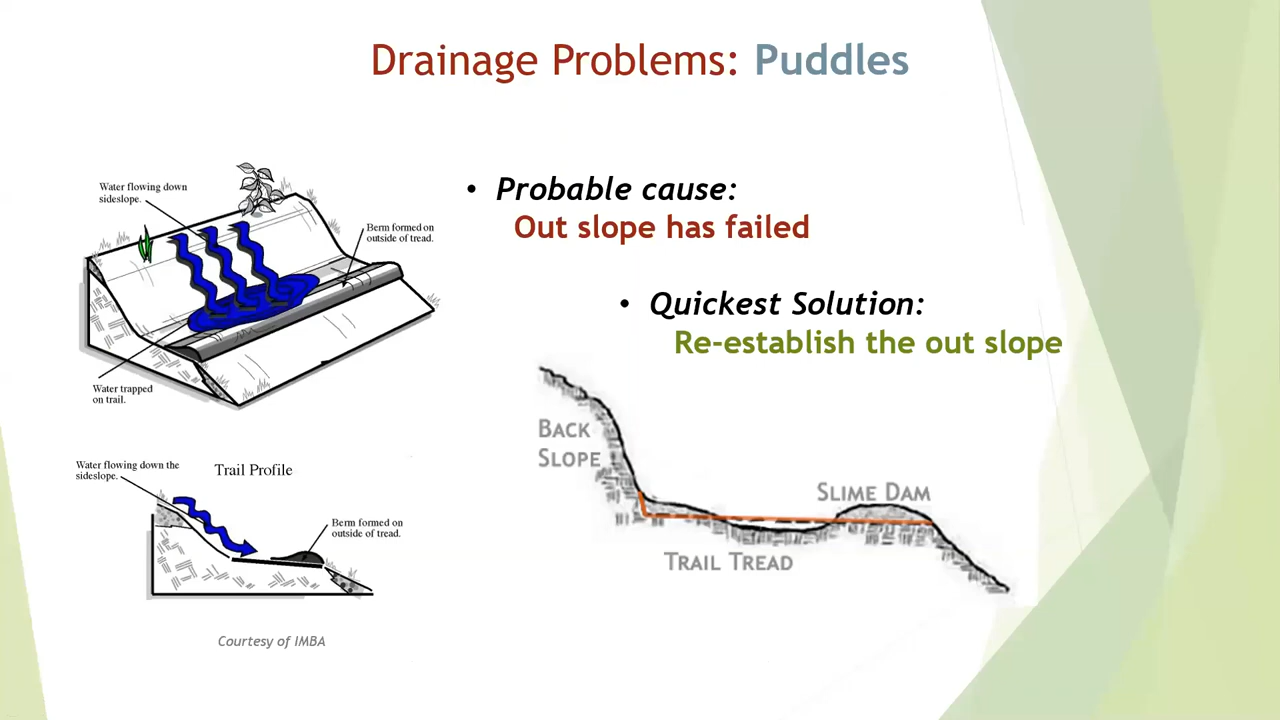 Drainage Problems: Puddles
Water flowing down
sideslope.
Berm formed on
outside of tread.
Water trapped
on trail.
• Probable cause:
Out slope has failed
• Quickest Solution:
Re-establish the out slope
BACK
SLOPE
SLIME DAM
TRAIL TREAD
Water flowing down the
sideslope.
Trail Profile
Berm formed on
outside of tread.
Courtesy of IMBA